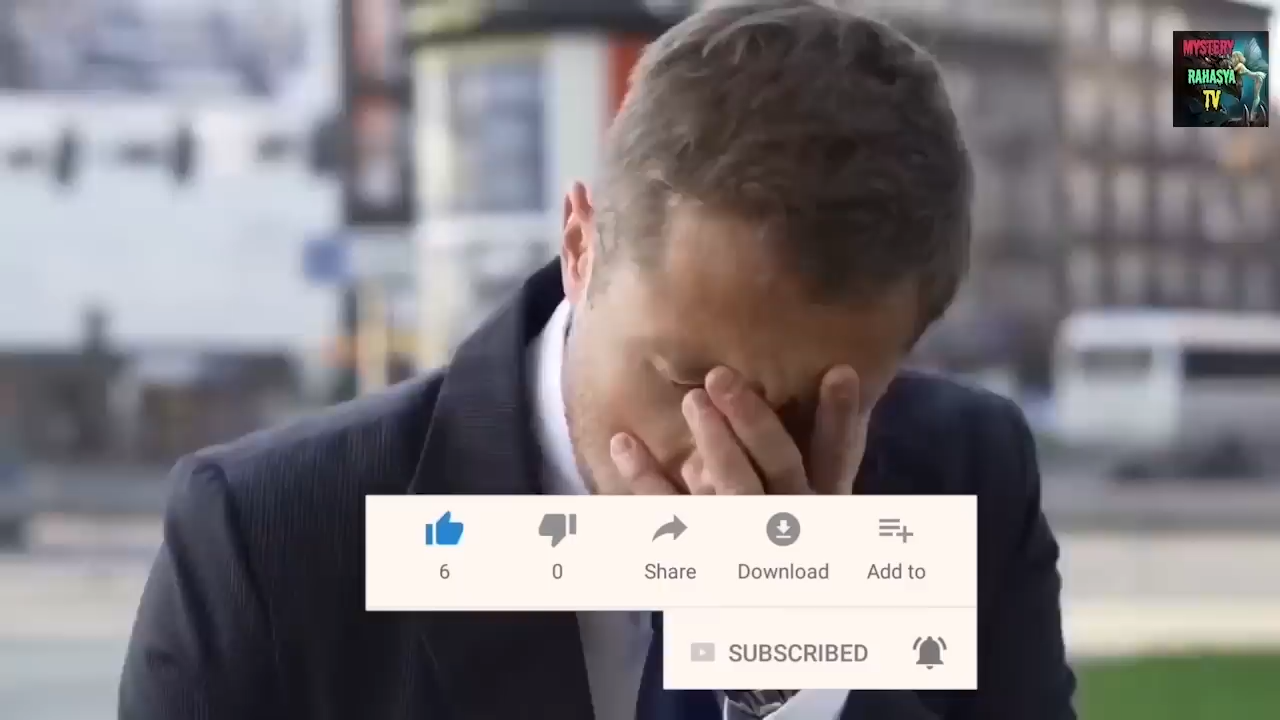 MYSTERY
RAHASYA
TV
6
0
Share
Download
Add to
SUBSCRIBED